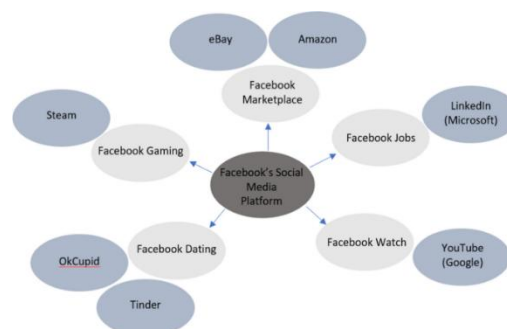 eBay
Amazon
Facebook
Marketplace
Steam
LinkedIn
(Microsoft)
Facebook Gaming
Facebook Jobs
Facebook's Social
Media
Platform
Facebook Dating
Facebook Watch
OkCupid
YouTube
(Google)
Tinder